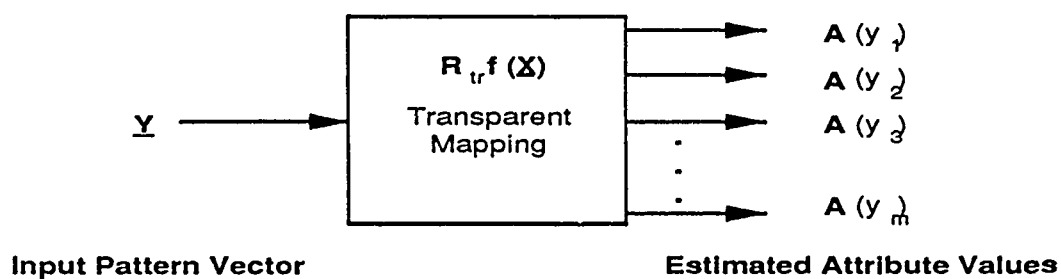 R tr f (X)
Transparent
Mapping
Y
A (y 1)
A (y 2)
A (y 3)
A (y m)
Input Pattern Vector
Estimated Attribute Values